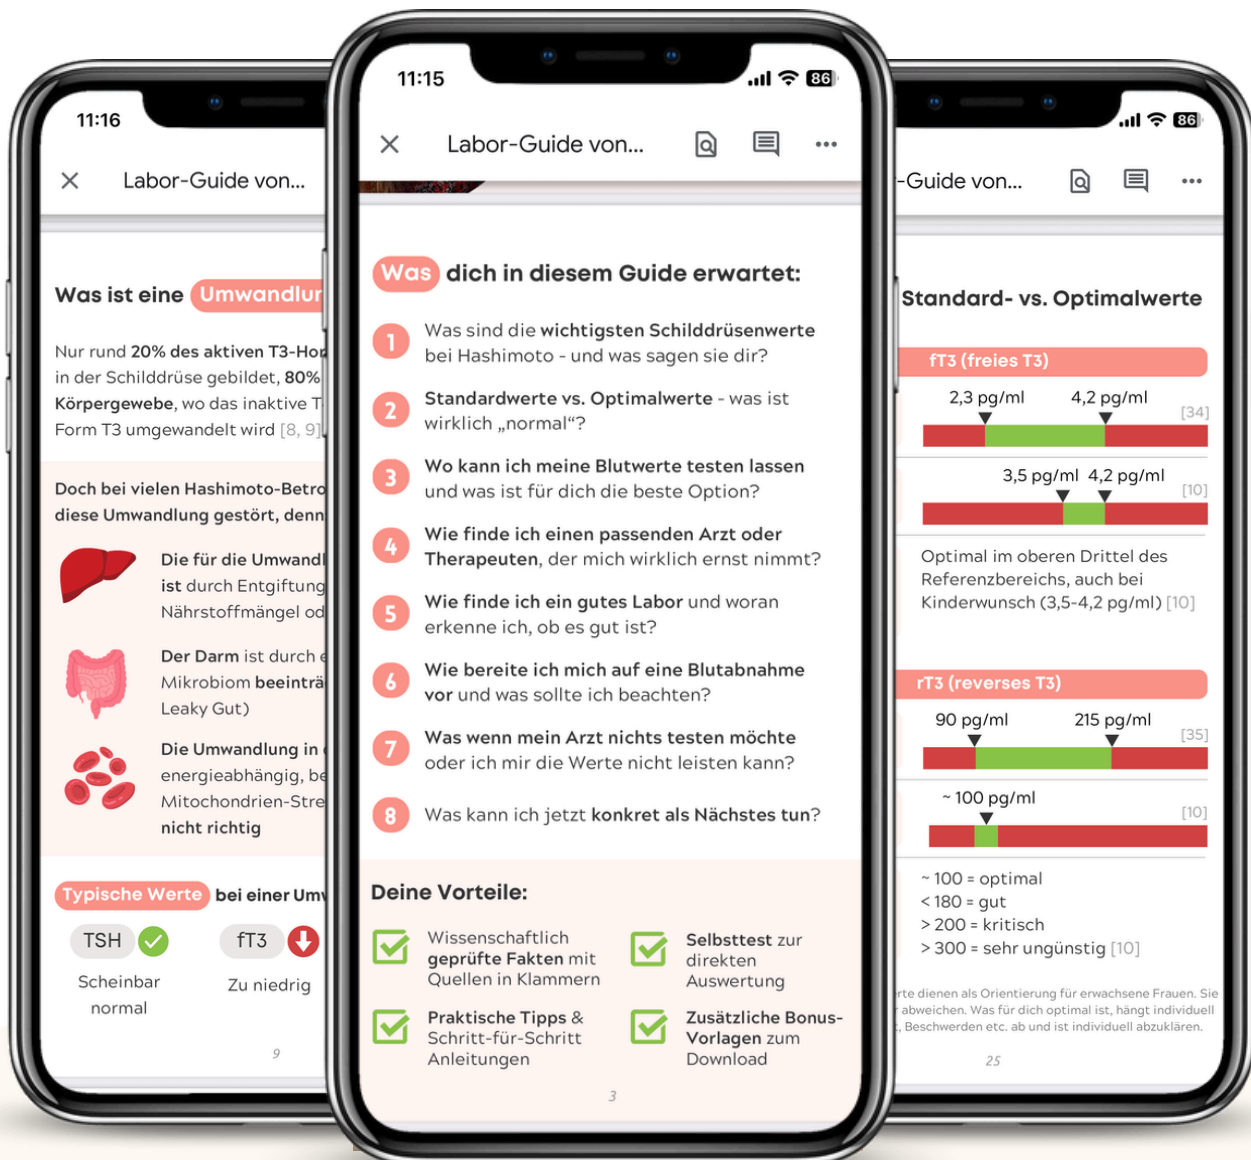 11:16
Labor-Guide von...
Was ist eine
Nur rund 20% des aktiven
in der Schilddrüse gebildet, 80%
Körpergewebe, wo das inaktive
Form T3 umgewandelt wird [8, 9]
Doch bei vielen
diese Umwandlung gestört, denn
Die für die
ist durch Entgiftung
Nährstoffmängel
Der Darm ist durch
Mikrobiom
Leaky Gut)
Die Umwandlung in
energieabhängig,
nicht richtig
Typische Werte bei einer
TSH
fT3
Scheinbar
normal
Zu niedrig
9
11:15
86
Labor-Guide von...
Was dich in diesem Guide erwartet:
1 Was sind die wichtigsten Schilddrüsenwerte
bei Hashimoto - und was sagen sie dir?
2 Standardwerte vs. Optimalwerte - was ist
wirklich „normal“?
3 Wo kann ich meine Blutwerte testen lassen
und was ist für dich die beste Option?
4 Wie finde ich einen passenden Arzt oder
Therapeuten, der mich wirklich ernst nimmt?
5 Wie finde ich ein gutes Labor und woran
erkenne ich, ob es gut ist?
6 Wie bereite ich mich auf eine Blutabnahme
vor und was sollte ich beachten?
7 Was wenn mein Arzt nichts testen möchte
oder ich mir die Werte nicht leisten kann?
8 Was kann ich jetzt konkret als Nächstes tun?
Deine Vorteile:
Wissenschaftlich
geprüfte Fakten mit
Quellen in Klammern
Selbsttest zur
direkten
Auswertung
Praktische Tipps &
Schritt-für-Schritt
Anleitungen
Zusätzliche Bonus-
Vorlagen zum
Download
3
86
-Guide von...
Standard- vs. Optimalwerte
fT3 (freies T3)
2,3 pg/ml 4,2 pg/ml
[34]
3,5 pg/ml 4,2 pg/ml
[10]
Optimal im oberen Drittel des
Referenzbereichs, auch bei
Kinderwunsch (3,5-4,2 pg/ml) [10]
rT3 (reverses T3)
90 pg/ml 215 pg/ml
[35]
~ 100 pg/ml
[10]
~ 100 = optimal
< 180 = gut
> 200 = kritisch
> 300 = sehr ungünstig [10]
dienen als Orientierung für erwachsene Frauen. Sie
abweichen. Was für dich optimal ist, hängt individuell
, Beschwerden etc. ab und ist individuell abzuklären.
25